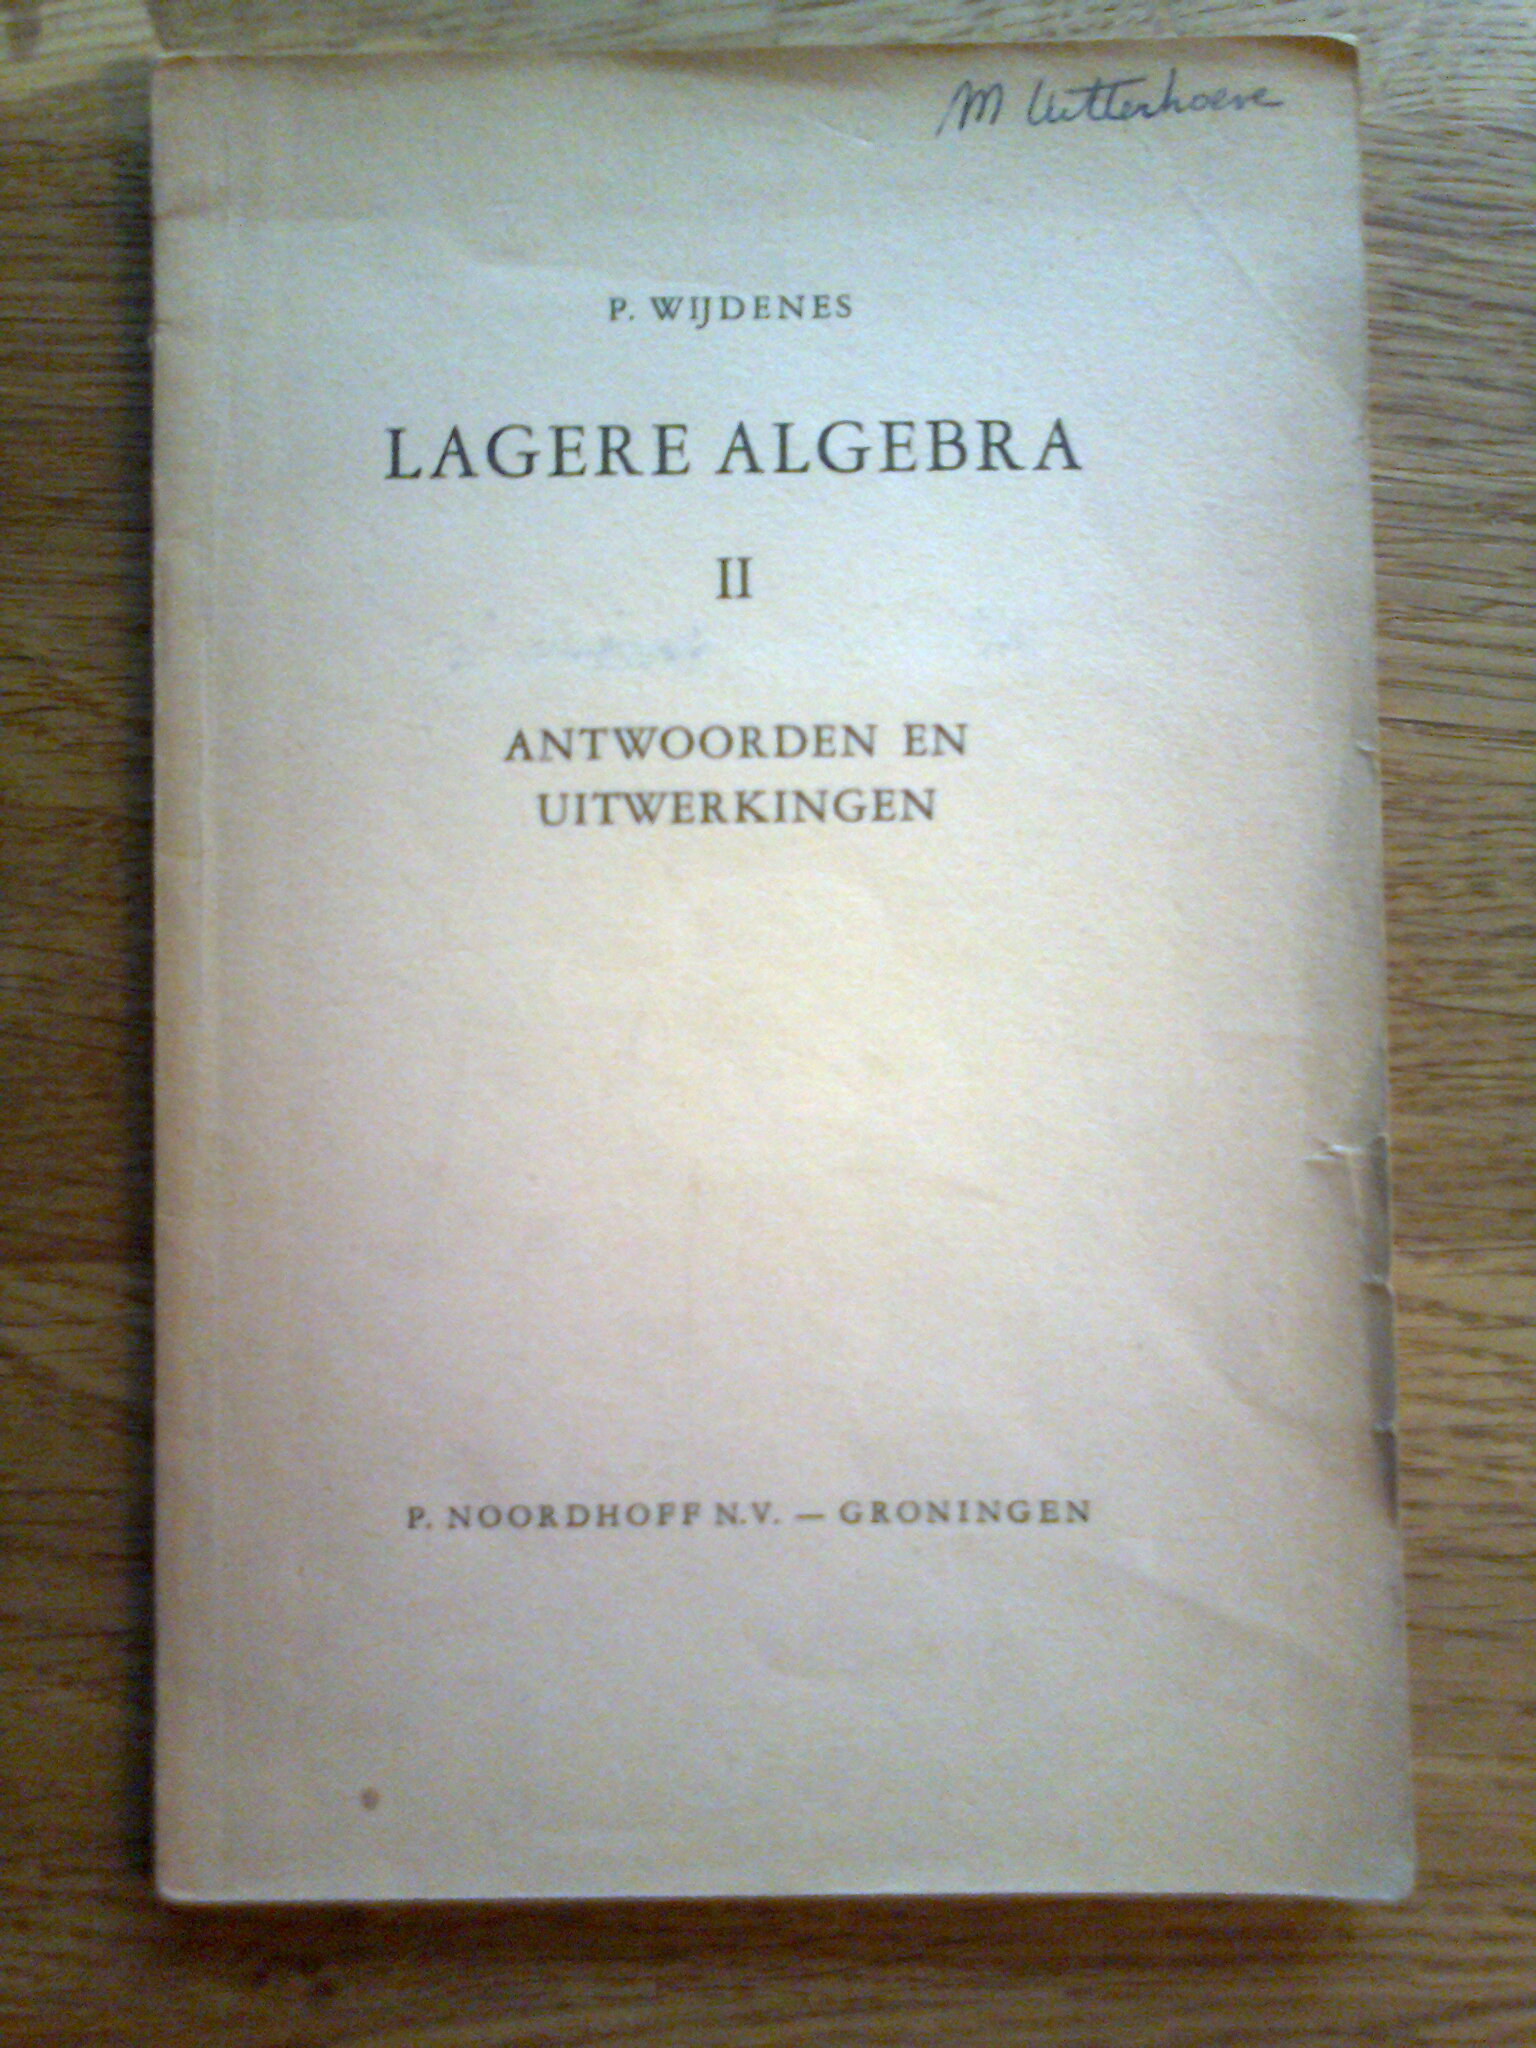 M Uitterhoeve
P. WIJDENES
LAGERE ALGEBRA
II
ANTWOORDEN EN
UITWERKINGEN
P. NOORDHOFF N.V. — GRONINGEN